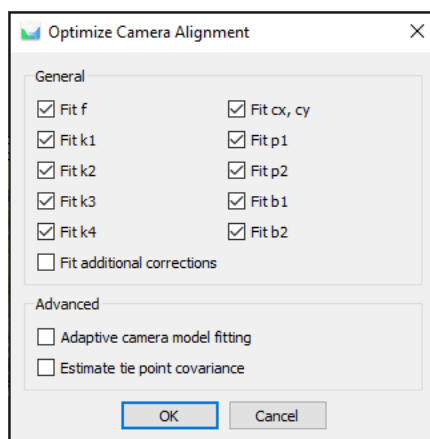 Optimize Camera Alignment
General
Fit f
Fit cx, cy
Fit k1
Fit p1
Fit k2
Fit p2
Fit k3
Fit b1
Fit k4
Fit b2
Fit additional corrections
Advanced
Adaptive camera model fitting
Estimate tie point covariance
OK
Cancel